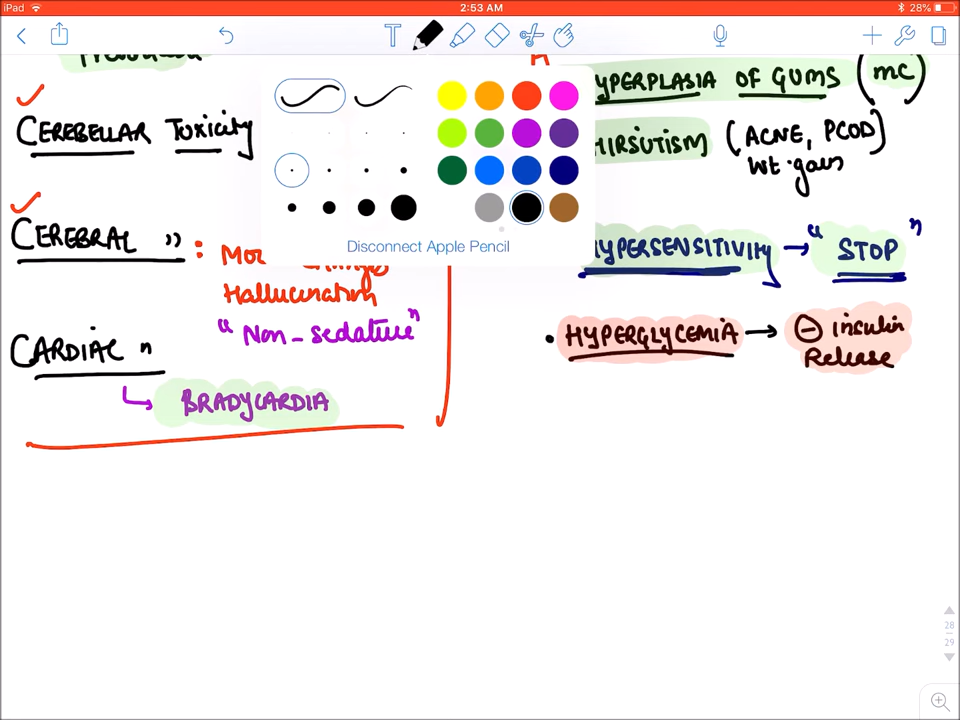 iPad
2:53 AM
28%
T
HYPERPLASIA OF GUMS (mc)
CEREBELLAR Toxicity
HIRSUTISM (ACNE, PCOD)
Wt. gain
Disconnect Apple Pencil
CEREBRAL " :
Hallucination
"Non-sedative"
HYPERSENSITIVITY → "STOP"
CARDIAC "
↳ BRADYCARDIA
• HYPERGLYCEMIA → ⊖ insulin
Release
28
29